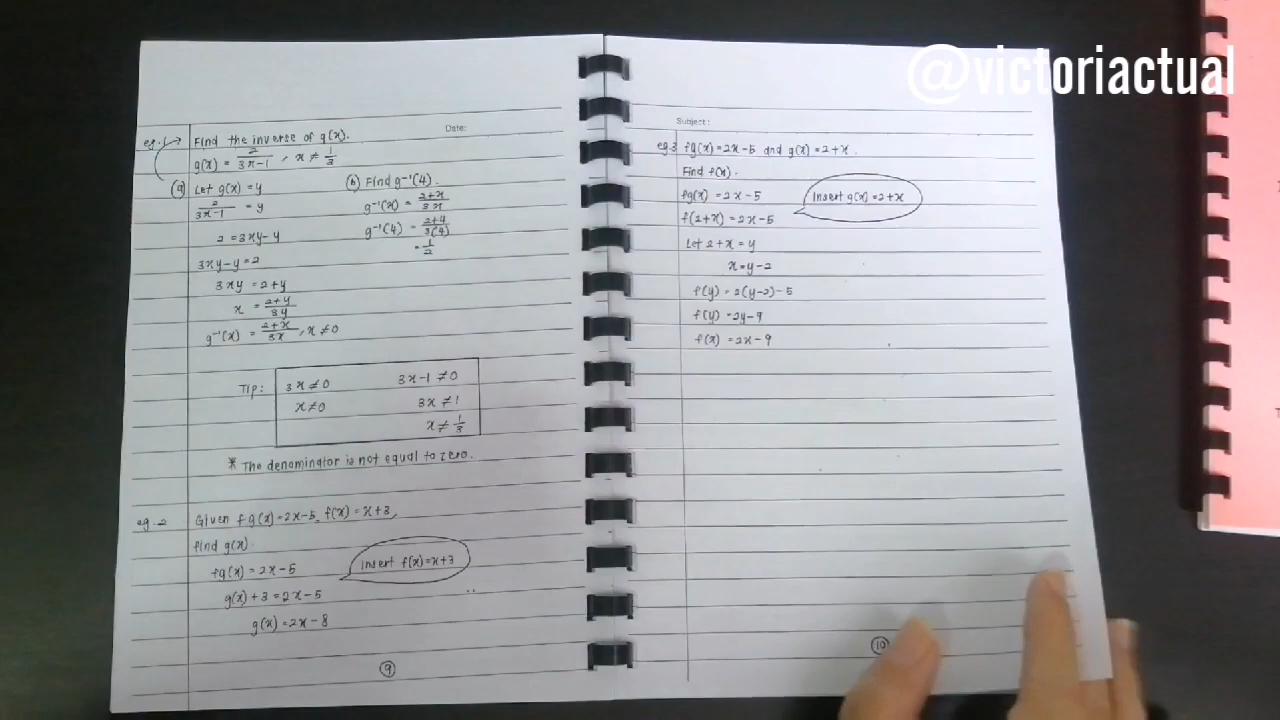 @victoriactual
Date:
eg.1 → Find the inverse of g(x).
g(x) = 2/(3x-1), x ≠ 1/3
(a) Let g(x) = y
2/(3x-1) = y
2 = 3xy - y
3xy - y = 2
3xy = 2+y
x = (2+y)/3y
g⁻¹(x) = (2+x)/3x, x ≠ 0
(b) Find g⁻¹(4).
g⁻¹(x) = (2+x)/3x
g⁻¹(4) = (2+4)/3(4)
= 1/2
Tip:
3x ≠ 0
x ≠ 0
3x-1 ≠ 0
3x ≠ 1
x ≠ 1/3
* The denominator is not equal to zero.
eg.2 Given fg(x) = 2x-5, f(x) = x+3,
find g(x).
fg(x) = 2x-5
Insert f(x) = x+3
g(x)+3 = 2x-5
g(x) = 2x-8
9
Subject:
eg.3 fg(x) = 2x-5 and g(x) = 2+x.
Find f(x).
fg(x) = 2x-5
Insert g(x) = 2+x
f(2+x) = 2x-5
Let 2+x = y
x = y-2
f(y) = 2(y-2)-5
f(y) = 2y-9
f(x) = 2x-9
10